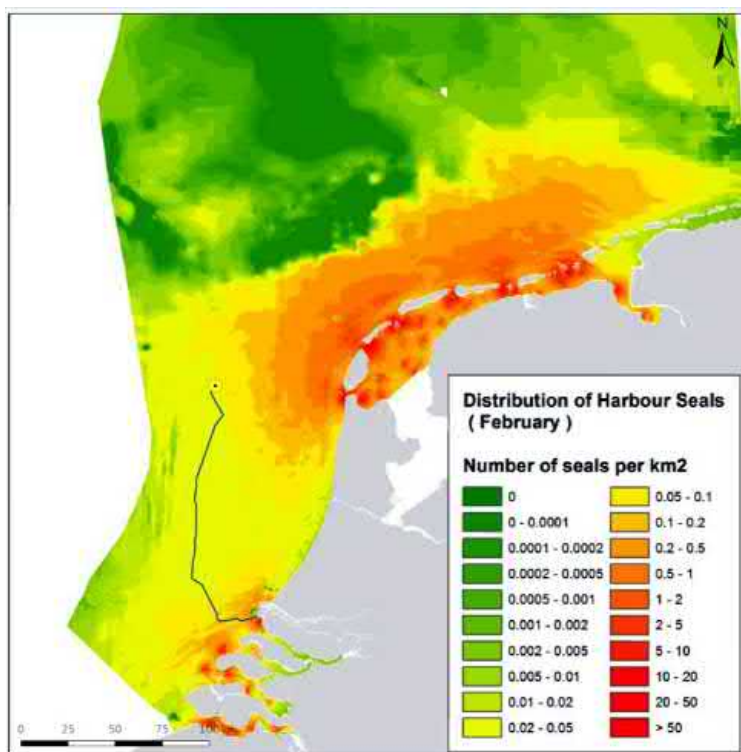 N
Distribution of Harbour Seals
( February )
Number of seals per km2
0
0 - 0.0001
0.0001 - 0.0002
0.0002 - 0.0005
0.0005 - 0.001
0.001 - 0.002
0.002 - 0.005
0.005 - 0.01
0.01 - 0.02
0.02 - 0.05
0.05 - 0.1
0.1 - 0.2
0.2 - 0.5
0.5 - 1
1 - 2
2 - 5
5 - 10
10 - 20
20 - 50
> 50
0 25 50 75 100